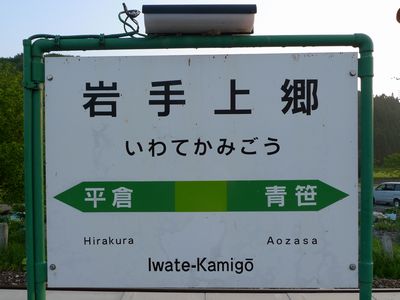 岩手上郷
いわてかみごう
平倉 青笹
Hirakura Aozasa
Iwate-Kamigō